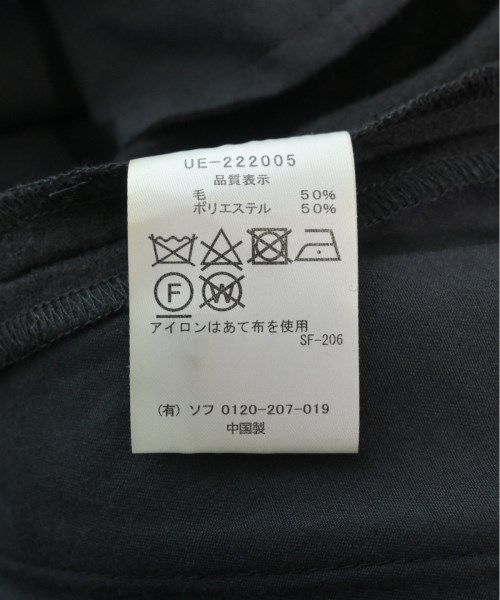 UE-222005
品質表示
毛 50%
ポリエステル 50%
F W
アイロンはあて布を使用
SF-206
(有) ソフ 0120-207-019
中国製